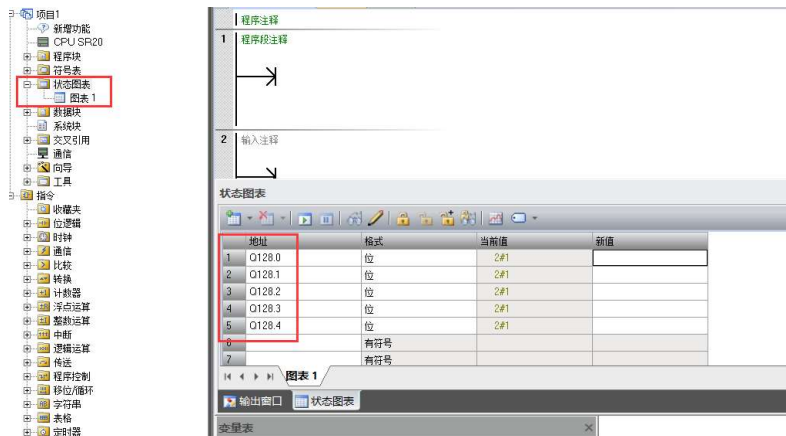 项目1
新增功能
CPU SR20
程序块
符号表
状态图表
图表 1
数据块
系统块
交叉引用
通信
向导
工具
指令
收藏夹
位逻辑
时钟
通信
比较
转换
计数器
浮点运算
整数运算
中断
逻辑运算
传送
程序控制
移位/循环
字符串
表格
定时器
程序注释
1 程序段注释
2 输入注释
状态图表
地址 格式 当前值 新值
1 Q128.0 位 2#1
2 Q128.1 位 2#1
3 Q128.2 位 2#1
4 Q128.3 位 2#1
5 Q128.4 位 2#1
6 有符号
7 有符号
图表 1
输出窗口 状态图表
变量表